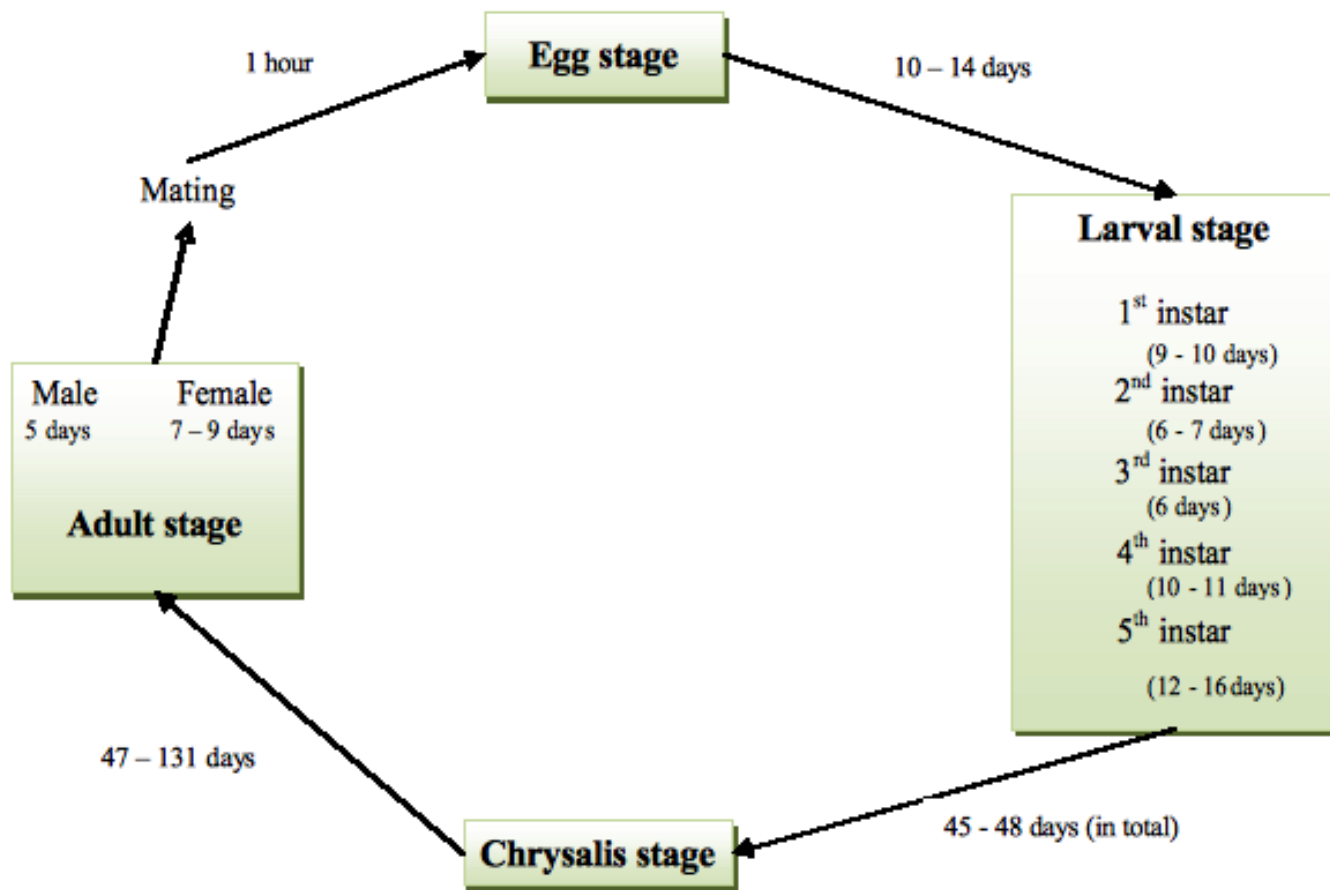 Egg stage
1 hour
10 – 14 days
Mating
Larval stage
1st instar
(9 - 10 days)
2nd instar
(6 - 7 days)
3rd instar
(6 days)
4th instar
(10 - 11 days)
5th instar
(12 - 16 days)
Male Female
5 days 7 – 9 days
Adult stage
47 – 131 days
45 - 48 days (in total)
Chrysalis stage